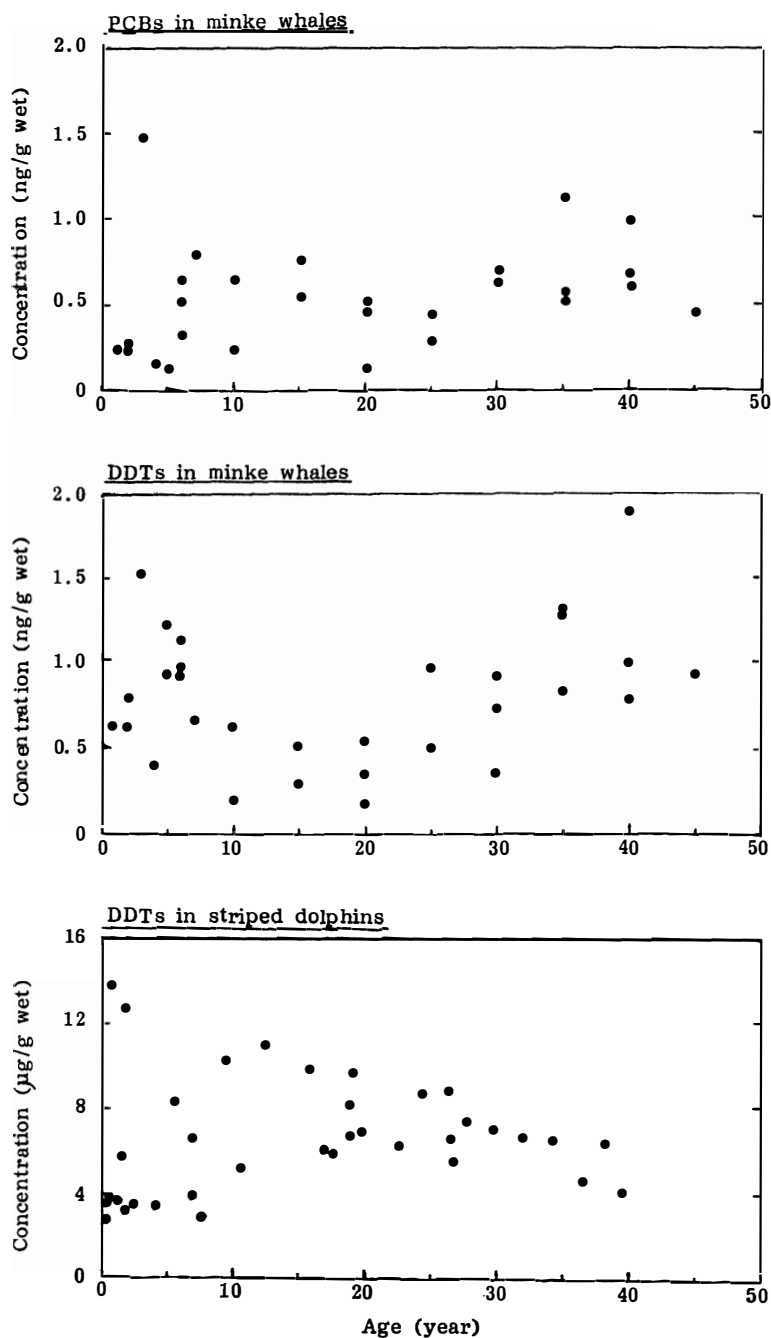 PCBs in minke whales
2.0
1.5
1.0
0.5
0
Concentration (ng/g wet)
0 10 20 30 40 50
DDTs in minke whales
2.0
1.5
1.0
0.5
0
Concentration (ng/g wet)
0 10 20 30 40 50
DDTs in striped dolphins
16
12
8
4
0
Concentration (µg/g wet)
0 10 20 30 40 50
Age (year)